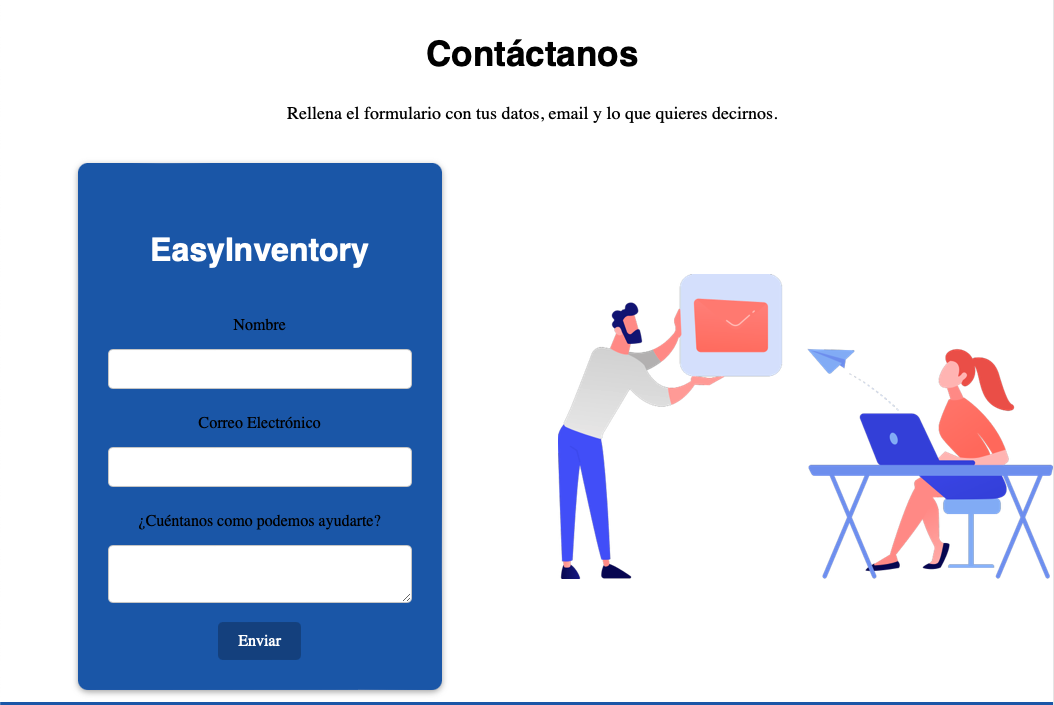 Contáctanos
Rellena el formulario con tus datos, email y lo que quieres decirnos.
EasyInventory
Nombre
Correo Electrónico
¿Cuéntanos como podemos ayudarte?
Enviar